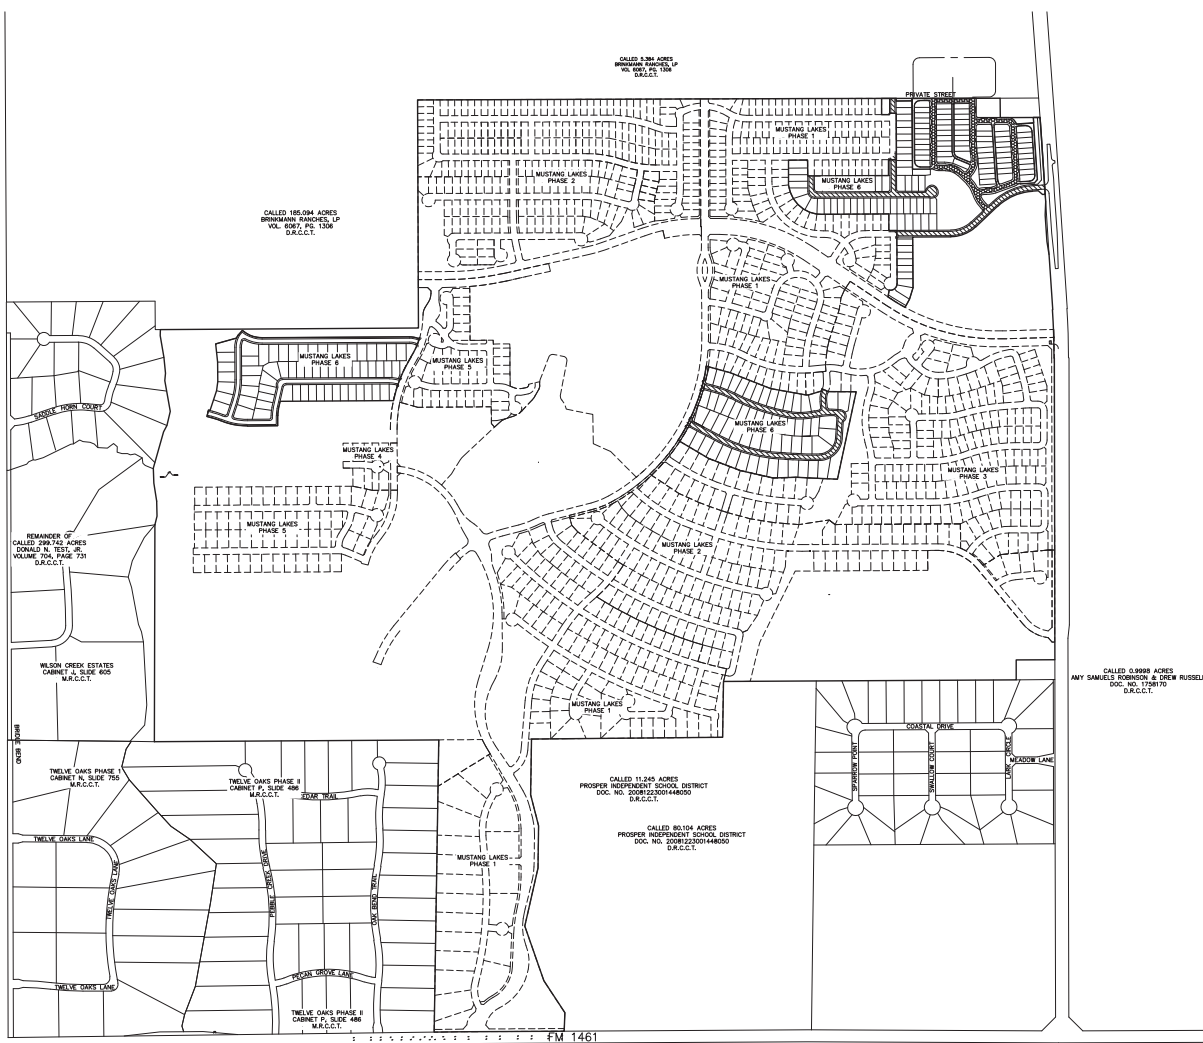 CALLED 5.384 ACRES
BRINKMANN RANCHES, LP
VOL 6067, PG. 1306
D.R.C.C.T.
PRIVATE STREET
MUSTANG LAKES
PHASE 1
MUSTANG LAKES
PHASE 2
MUSTANG LAKES
PHASE 6
CALLED 185.094 ACRES
BRINKMANN RANCHES, LP
VOL. 6067, PG. 1306
D.R.C.C.T.
MUSTANG LAKES
PHASE 1
MUSTANG LAKES
PHASE 6
MUSTANG LAKES
PHASE 5
SADDLE HORN COURT
MUSTANG LAKES
PHASE 6
MUSTANG LAKES
PHASE 4
MUSTANG LAKES
PHASE 3
MUSTANG LAKES
PHASE 5
REMAINDER OF
CALLED 299.742 ACRES
DONALD N. TEST, JR.
VOLUME 704, PAGE 731
D.R.C.C.T.
MUSTANG LAKES
PHASE 2
WILSON CREEK ESTATES
CABINET J, SLIDE 605
M.R.C.C.T.
CALLED 0.9998 ACRES
AMY SAMUELS ROBINSON & DREW RUSSELL
DOC. NO. 1758170
D.R.C.C.T.
MUSTANG LAKES
PHASE 1
BRIDLE BEND
COASTAL DRIVE
SPARROW POINT
SWALLOW COURT
LARK CIRCLE
MEADOW LANE
TWELVE OAKS PHASE 1
CABINET N, SLIDE 755
M.R.C.C.T.
TWELVE OAKS PHASE II
CABINET P, SLIDE 486
M.R.C.C.T.
EDAR TRAIL
CALLED 11.245 ACRES
PROSPER INDEPENDENT SCHOOL DISTRICT
DOC. NO. 20081223001448050
D.R.C.C.T.
CALLED 80.104 ACRES
PROSPER INDEPENDENT SCHOOL DISTRICT
DOC. NO. 20081223001448050
D.R.C.C.T.
TWELVE OAKS LANE
TWELVE OAKS LANE
PEBBLE CREEK DRIVE
OAK BEND TRAIL
MUSTANG LAKES
PHASE 1
PECAN GROVE LANE
TWELVE OAKS LANE
TWELVE OAKS PHASE II
CABINET P, SLIDE 486
M.R.C.C.T.
FM 1461